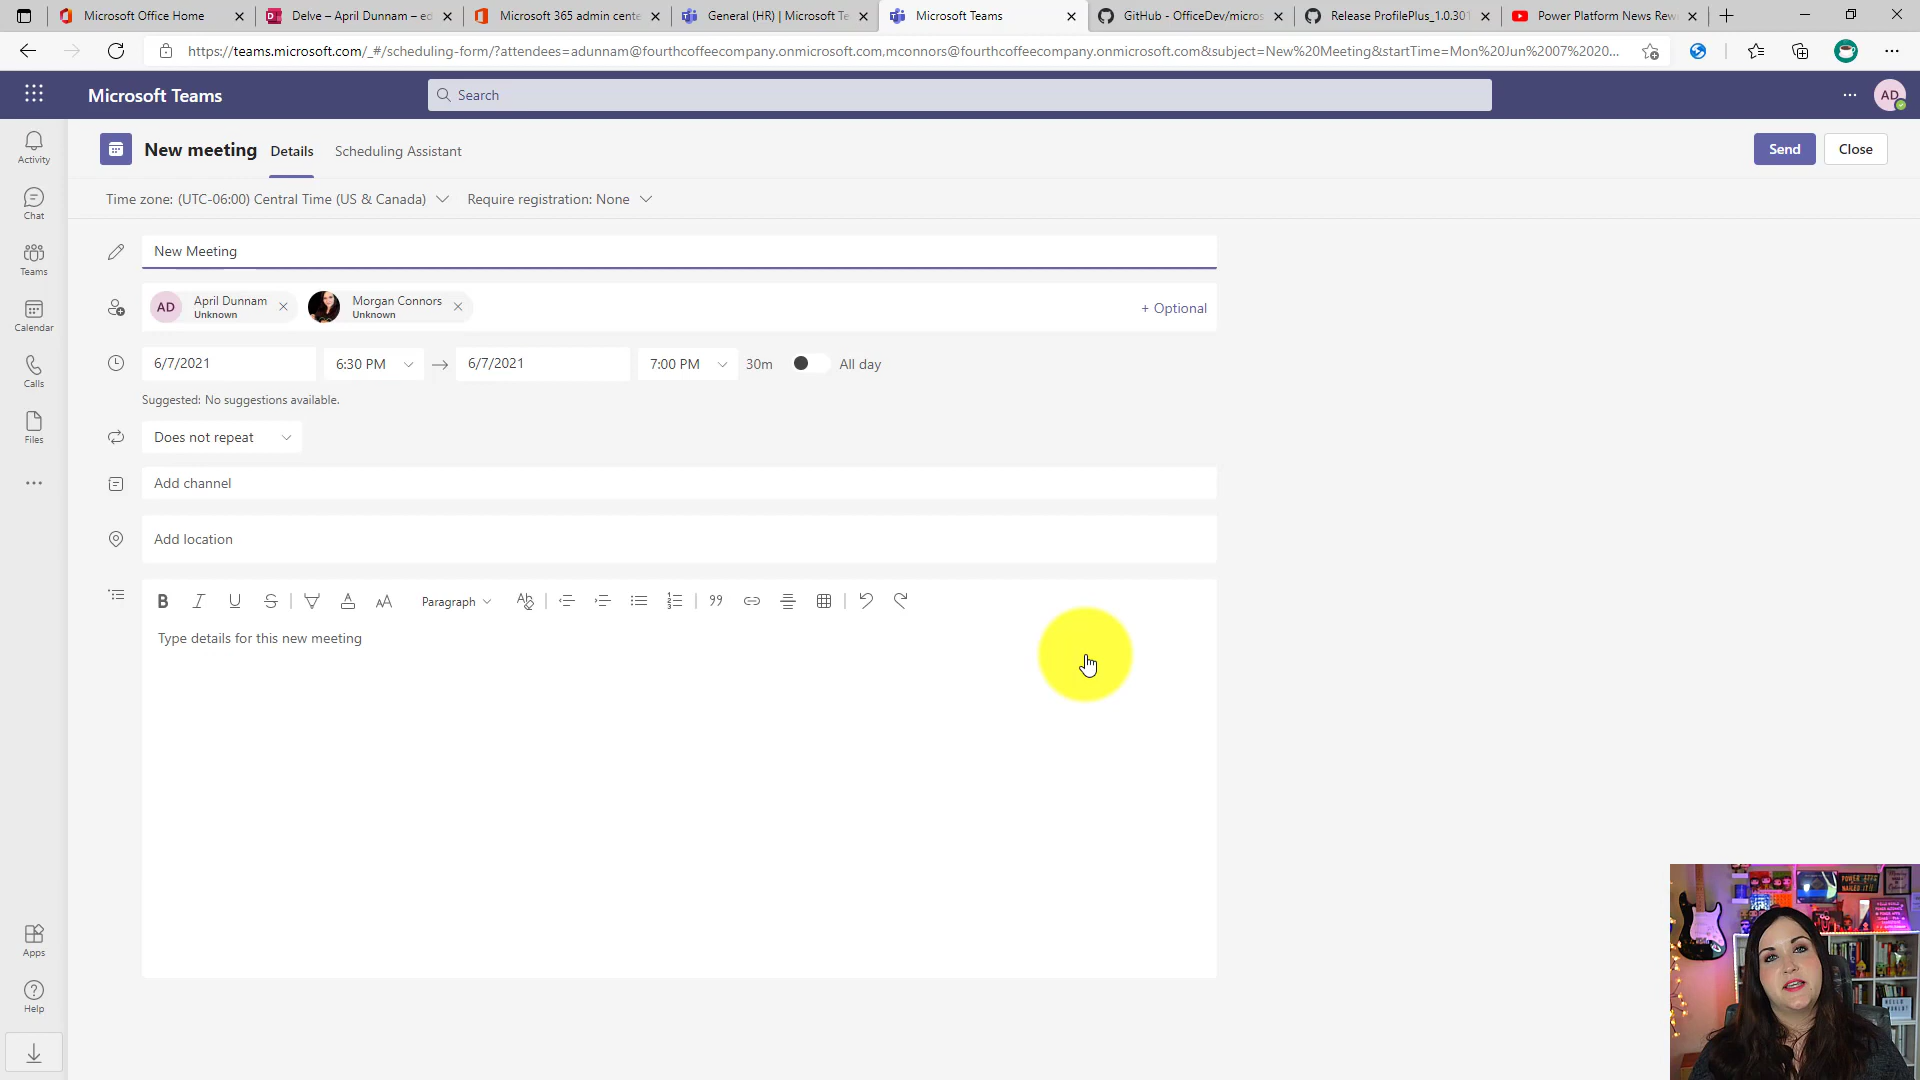 Microsoft Office Home
Delve – April Dunnam – ed
Microsoft 365 admin cente
General (HR) | Microsoft Te
Microsoft Teams
GitHub - OfficeDev/micros
Release ProfilePlus_1.0.301
Power Platform News Rew
https://teams.microsoft.com/_#/scheduling-form/?attendees=adunnam@fourthcoffeecompany.onmicrosoft.com,mconnors@fourthcoffeecompany.onmicrosoft.com&subject=New%20Meeting&startTime=Mon%20Jun%2007%2020...
Microsoft Teams
Search
AD
Activity
Chat
Teams
Calendar
Calls
Files
Apps
Help
New meeting
Details
Scheduling Assistant
Send
Close
Time zone: (UTC-06:00) Central Time (US & Canada)
Require registration: None
New Meeting
AD
April Dunnam
Unknown
Morgan Connors
Unknown
+ Optional
6/7/2021
6:30 PM
6/7/2021
7:00 PM
30m
All day
Suggested: No suggestions available.
Does not repeat
Add channel
Add location
Paragraph
Type details for this new meeting